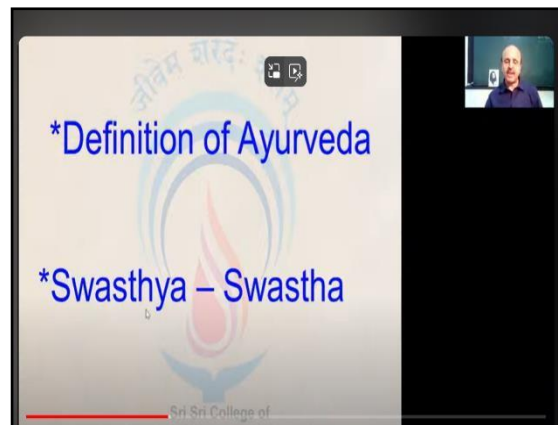 जीवेम शरदः
*Definition of Ayurveda
*Swasthya – Swastha
Sri Sri College of